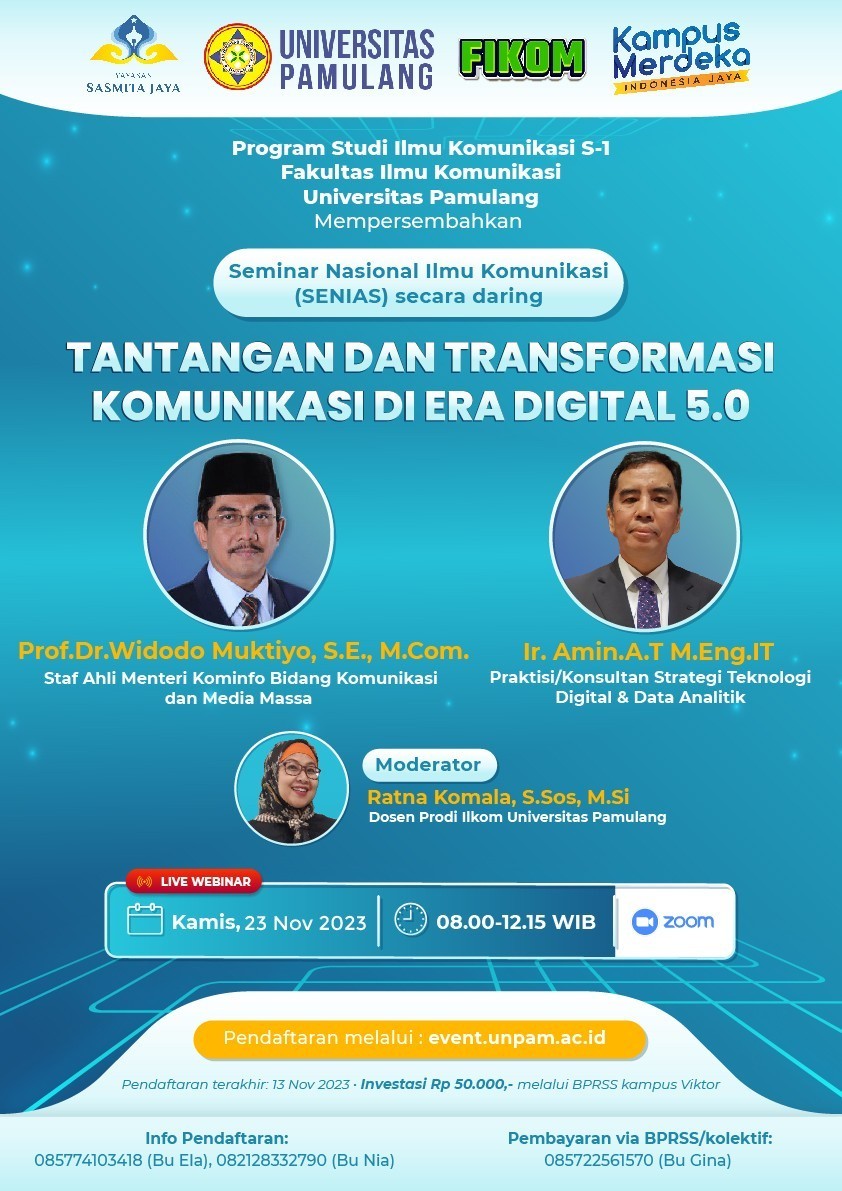 YAYASAN
SASMITA JAYA
UNIVERSITAS
PAMULANG
FIKOM
Kampus
Merdeka
INDONESIA JAYA
Program Studi Ilmu Komunikasi S-1
Fakultas Ilmu Komunikasi
Universitas Pamulang
Mempersembahkan
Seminar Nasional Ilmu Komunikasi
(SENIAS) secara daring
TANTANGAN DAN TRANSFORMASI
KOMUNIKASI DI ERA DIGITAL 5.0
Prof.Dr.Widodo Muktiyo, S.E., M.Com.
Staf Ahli Menteri Kominfo Bidang Komunikasi
dan Media Massa
Ir. Amin.A.T M.Eng.IT
Praktisi/Konsultan Strategi Teknologi
Digital & Data Analitik
Moderator
Ratna Komala, S.Sos, M.Si
Dosen Prodi Ilkom Universitas Pamulang
LIVE WEBINAR
Kamis, 23 Nov 2023
08.00-12.15 WIB
zoom
Pendaftaran melalui : event.unpam.ac.id
Pendaftaran terakhir: 13 Nov 2023 · Investasi Rp 50.000,- melalui BPRSS kampus Viktor
Info Pendaftaran:
085774103418 (Bu Ela), 082128332790 (Bu Nia)
Pembayaran via BPRSS/kolektif:
085722561570 (Bu Gina)